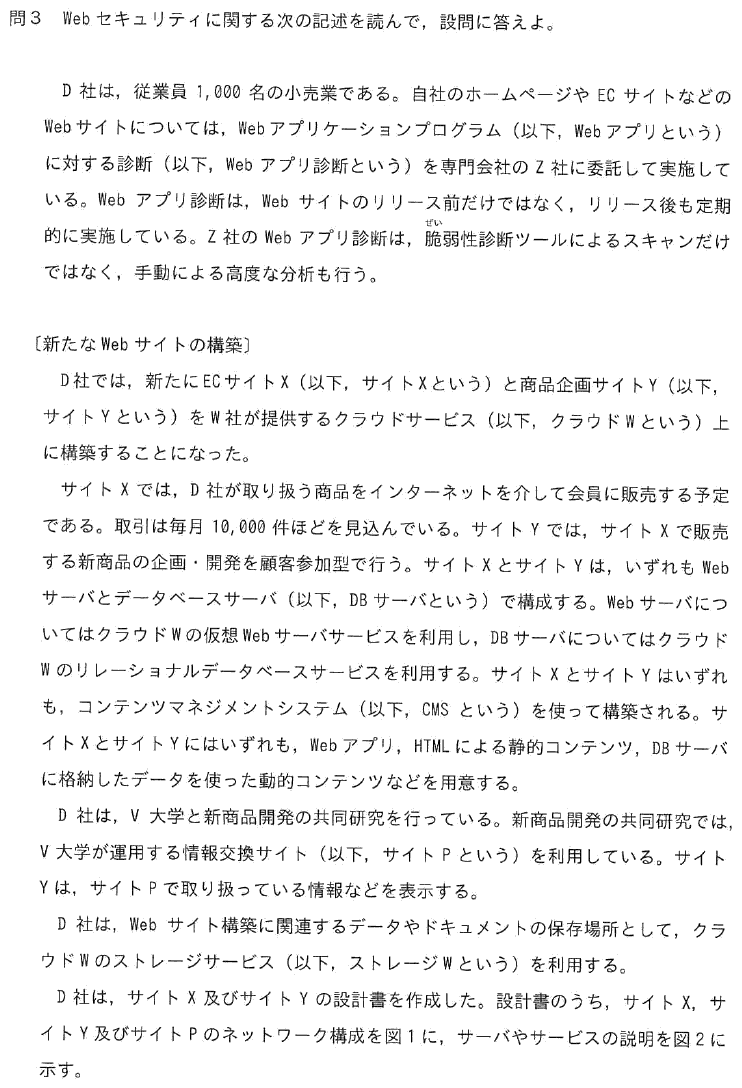 問3 Webセキュリティに関する次の記述を読んで，設問に答えよ。
D社は，従業員1,000名の小売業である。自社のホームページやECサイトなどの
Webサイトについては，Webアプリケーションプログラム（以下，Webアプリという）
に対する診断（以下，Webアプリ診断という）を専門会社のZ社に委託して実施して
いる。Webアプリ診断は，Webサイトのリリース前だけではなく，リリース後も定期
ぜい
的に実施している。Z社のWebアプリ診断は，脆弱性診断ツールによるスキャンだけ
ではなく，手動による高度な分析も行う。
〔新たなWebサイトの構築〕
D社では，新たにECサイトX（以下，サイトXという）と商品企画サイトY（以下，
サイトYという）をW社が提供するクラウドサービス（以下，クラウドWという）上
に構築することになった。
サイトXでは，D社が取り扱う商品をインターネットを介して会員に販売する予定
である。取引は毎月10,000件ほどを見込んでいる。サイトYでは，サイトXで販売
する新商品の企画・開発を顧客参加型で行う。サイトXとサイトYは，いずれもWeb
サーバとデータベースサーバ（以下，DBサーバという）で構成する。Webサーバにつ
いてはクラウドWの仮想Webサーバサービスを利用し，DBサーバについてはクラウド
Wのリレーショナルデータベースサービスを利用する。サイトXとサイトYはいずれ
も，コンテンツマネジメントシステム（以下，CMSという）を使って構築される。サ
イトXとサイトYにはいずれも，Webアプリ，HTMLによる静的コンテンツ，DBサーバ
に格納したデータを使った動的コンテンツなどを用意する。
D社は，V大学と新商品開発の共同研究を行っている。新商品開発の共同研究では，
V大学が運用する情報交換サイト（以下，サイトPという）を利用している。サイト
Yは，サイトPで取り扱っている情報などを表示する。
D社は，Webサイト構築に関連するデータやドキュメントの保存場所として，クラ
ウドWのストレージサービス（以下，ストレージWという）を利用する。
D社は，サイトX及びサイトYの設計書を作成した。設計書のうち，サイトX，サ
イトY及びサイトPのネットワーク構成を図1に，サーバやサービスの説明を図2に
示す。